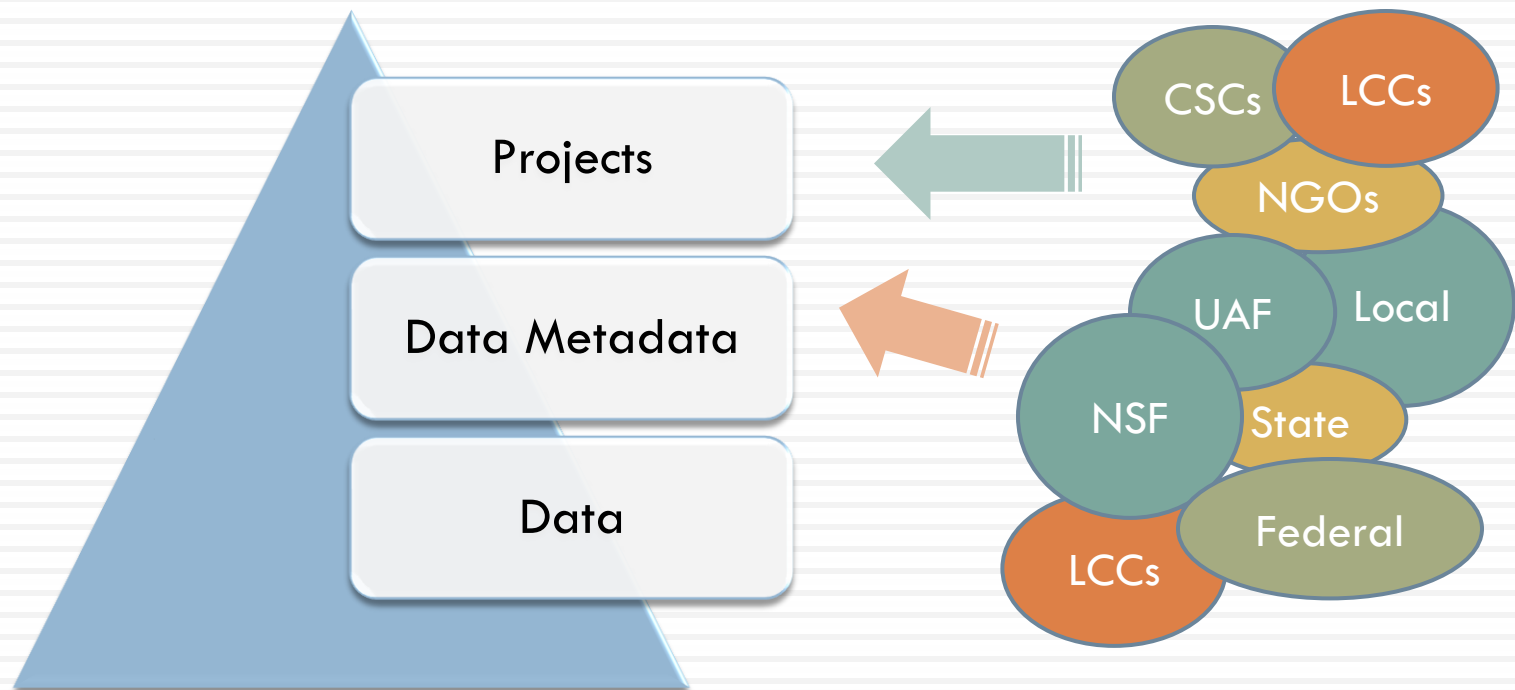 Projects
Data Metadata
Data
CSCs
LCCs
NGOs
UAF
Local
NSF
State
Federal
LCCs